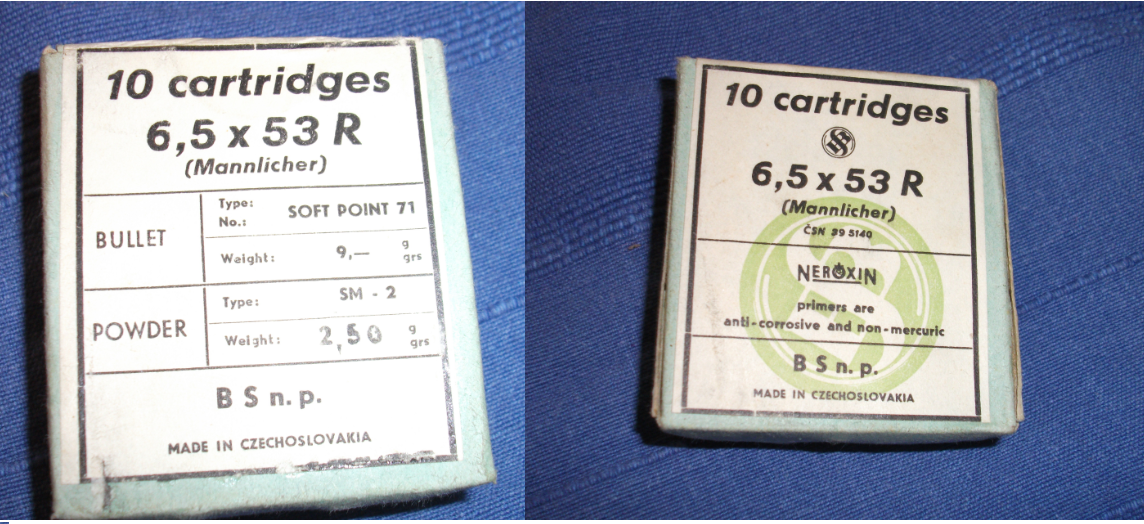 10 cartridges
6,5 x 53 R
(Mannlicher)
BULLET
Type:
No.:
SOFT POINT 71
Weight:
9,—
g
grs
POWDER
Type:
SM - 2
Weight:
2,50
g
grs
B S n. p.
MADE IN CZECHOSLOVAKIA
10 cartridges
6,5 x 53 R
(Mannlicher)
ČSN 39 5140
NEROXIN
primers are
anti-corrosive and non-mercuric
B S n. p.
MADE IN CZECHOSLOVAKIA